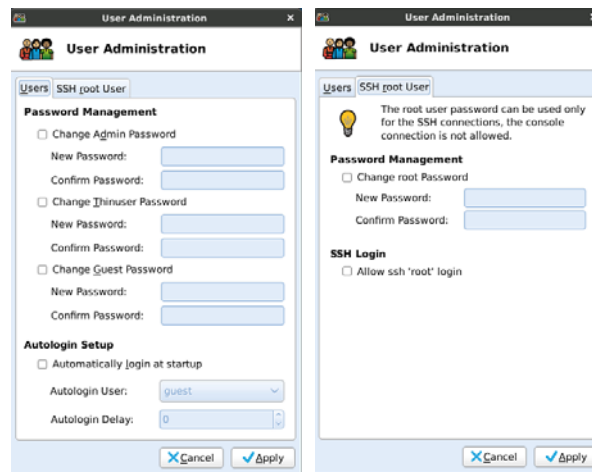 User Administration
×
User Administration
Users SSH root User
Password Management
Change Admin Password
New Password:
Confirm Password:
Change Thinuser Password
New Password:
Confirm Password:
Change Guest Password
New Password:
Confirm Password:
Autologin Setup
Automatically login at startup
Autologin User: guest
Autologin Delay: 0
Cancel Apply
User Administration
User Administration
Users SSH root User
The root user password can be used only
for the SSH connections, the console
connection is not allowed.
Password Management
Change root Password
New Password:
Confirm Password:
SSH Login
Allow ssh 'root' login
Cancel Apply